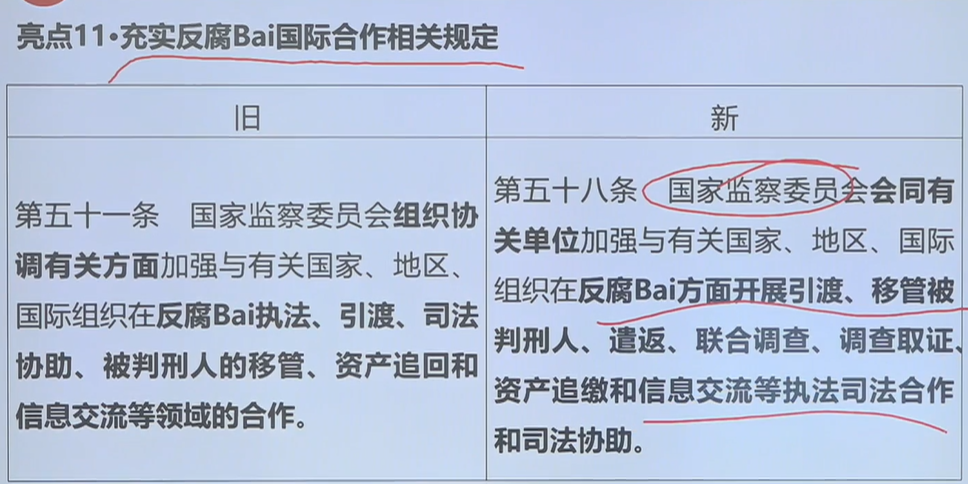 亮点11·充实反腐Bai国际合作相关规定
旧
新
第五十一条 国家监察委员会组织协
调有关方面加强与有关国家、地区、
国际组织在反腐Bai执法、引渡、司法
协助、被判刑人的移管、资产追回和
信息交流等领域的合作。
第五十八条 国家监察委员会会同有
关单位加强与有关国家、地区、国际
组织在反腐Bai方面开展引渡、移管被
判刑人、遣返、联合调查、调查取证、
资产追缴和信息交流等执法司法合作
和司法协助。